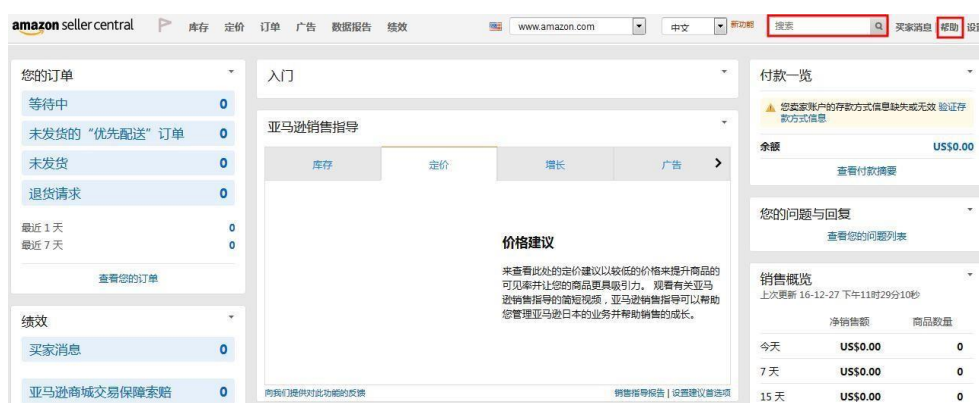 amazon seller central 库存 定价 订单 广告 数据报告 绩效 www.amazon.com 中文 新功能 搜索 买家消息 帮助 设置
您的订单
等待中 0
未发货的“优先配送”订单 0
未发货 0
退货请求 0
最近 1 天 0
最近 7 天 0
查看您的订单
绩效
买家消息 0
亚马逊商城交易保障索赔 0
入门
亚马逊销售指导
库存 定价 增长 广告
价格建议
来查看此处的定价建议以较低的价格来提升商品的
可见率并让您的商品更具吸引力。 观看有关亚马
逊销售指导的简短视频，亚马逊销售指导可以帮助
您管理亚马逊日本的业务并帮助销售的成长。
向我们提供对此功能的反馈 销售指导报告 | 设置建议首选项
付款一览
您卖家账户的存款方式信息缺失或无效 验证存
款方式信息
余额 US$0.00
查看付款摘要
您的问题与回复
查看您的问题列表
销售概览
上次更新 16-12-27 下午11时29分10秒
净销售额 商品数量
今天 US$0.00 0
7 天 US$0.00 0
15 天 US$0.00 0